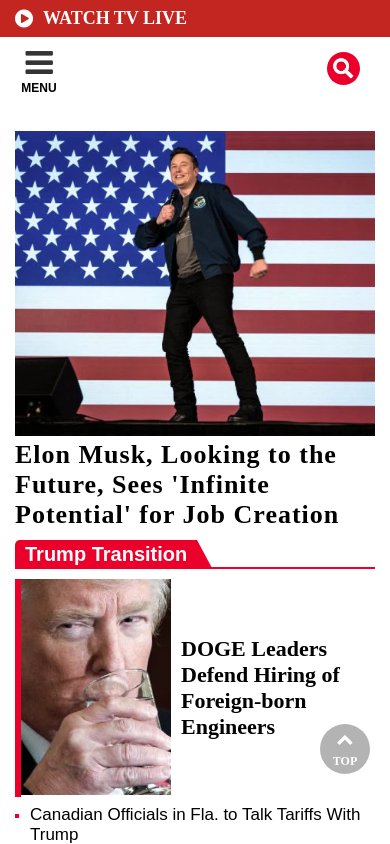 WATCH TV LIVE
MENU
Elon Musk, Looking to the
Future, Sees 'Infinite
Potential' for Job Creation
Trump Transition
DOGE Leaders
Defend Hiring of
Foreign-born
Engineers
TOP
Canadian Officials in Fla. to Talk Tariffs With
Trump